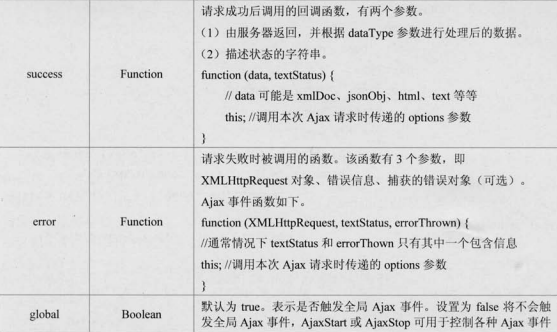 请求成功后调用的回调函数，有两个参数。
（1）由服务器返回，并根据 dataType 参数进行处理后的数据。
（2）描述状态的字符串。
success
Function
function (data, textStatus) {
// data 可能是 xmlDoc、jsonObj、html、text 等等
this; //调用本次 Ajax 请求时传递的 options 参数
}
请求失败时被调用的函数。该函数有 3 个参数，即
XMLHttpRequest 对象、错误信息、捕获的错误对象（可选）。
Ajax 事件函数如下。
error
Function
function (XMLHttpRequest, textStatus, errorThrown) {
//通常情况下 textStatus 和 errorThown 只有其中一个包含信息
this; //调用本次 Ajax 请求时传递的 options 参数
}
global
Boolean
默认为 true。表示是否触发全局 Ajax 事件。设置为 false 将不会触
发全局 Ajax 事件，AjaxStart 或 AjaxStop 可用于控制各种 Ajax 事件